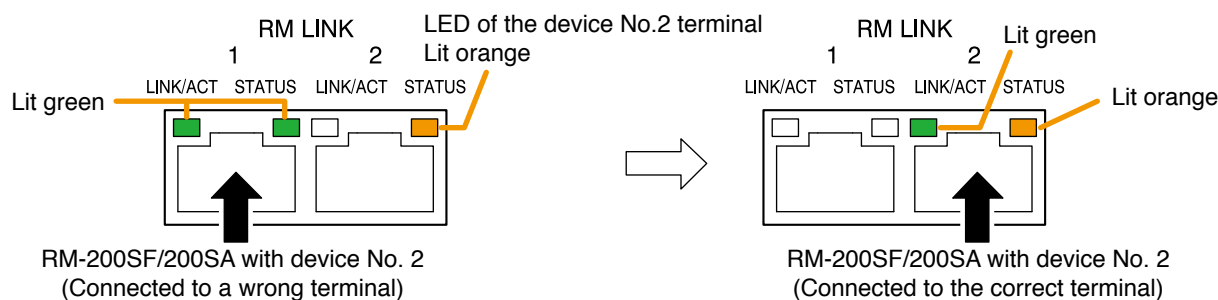 RM LINK
1 2
LINK/ACT STATUS LINK/ACT STATUS
LED of the device No.2 terminal
Lit orange
Lit green
RM-200SF/200SA with device No. 2
(Connected to a wrong terminal)
RM LINK
1 2
LINK/ACT STATUS LINK/ACT STATUS
Lit green
Lit orange
RM-200SF/200SA with device No. 2
(Connected to the correct terminal)